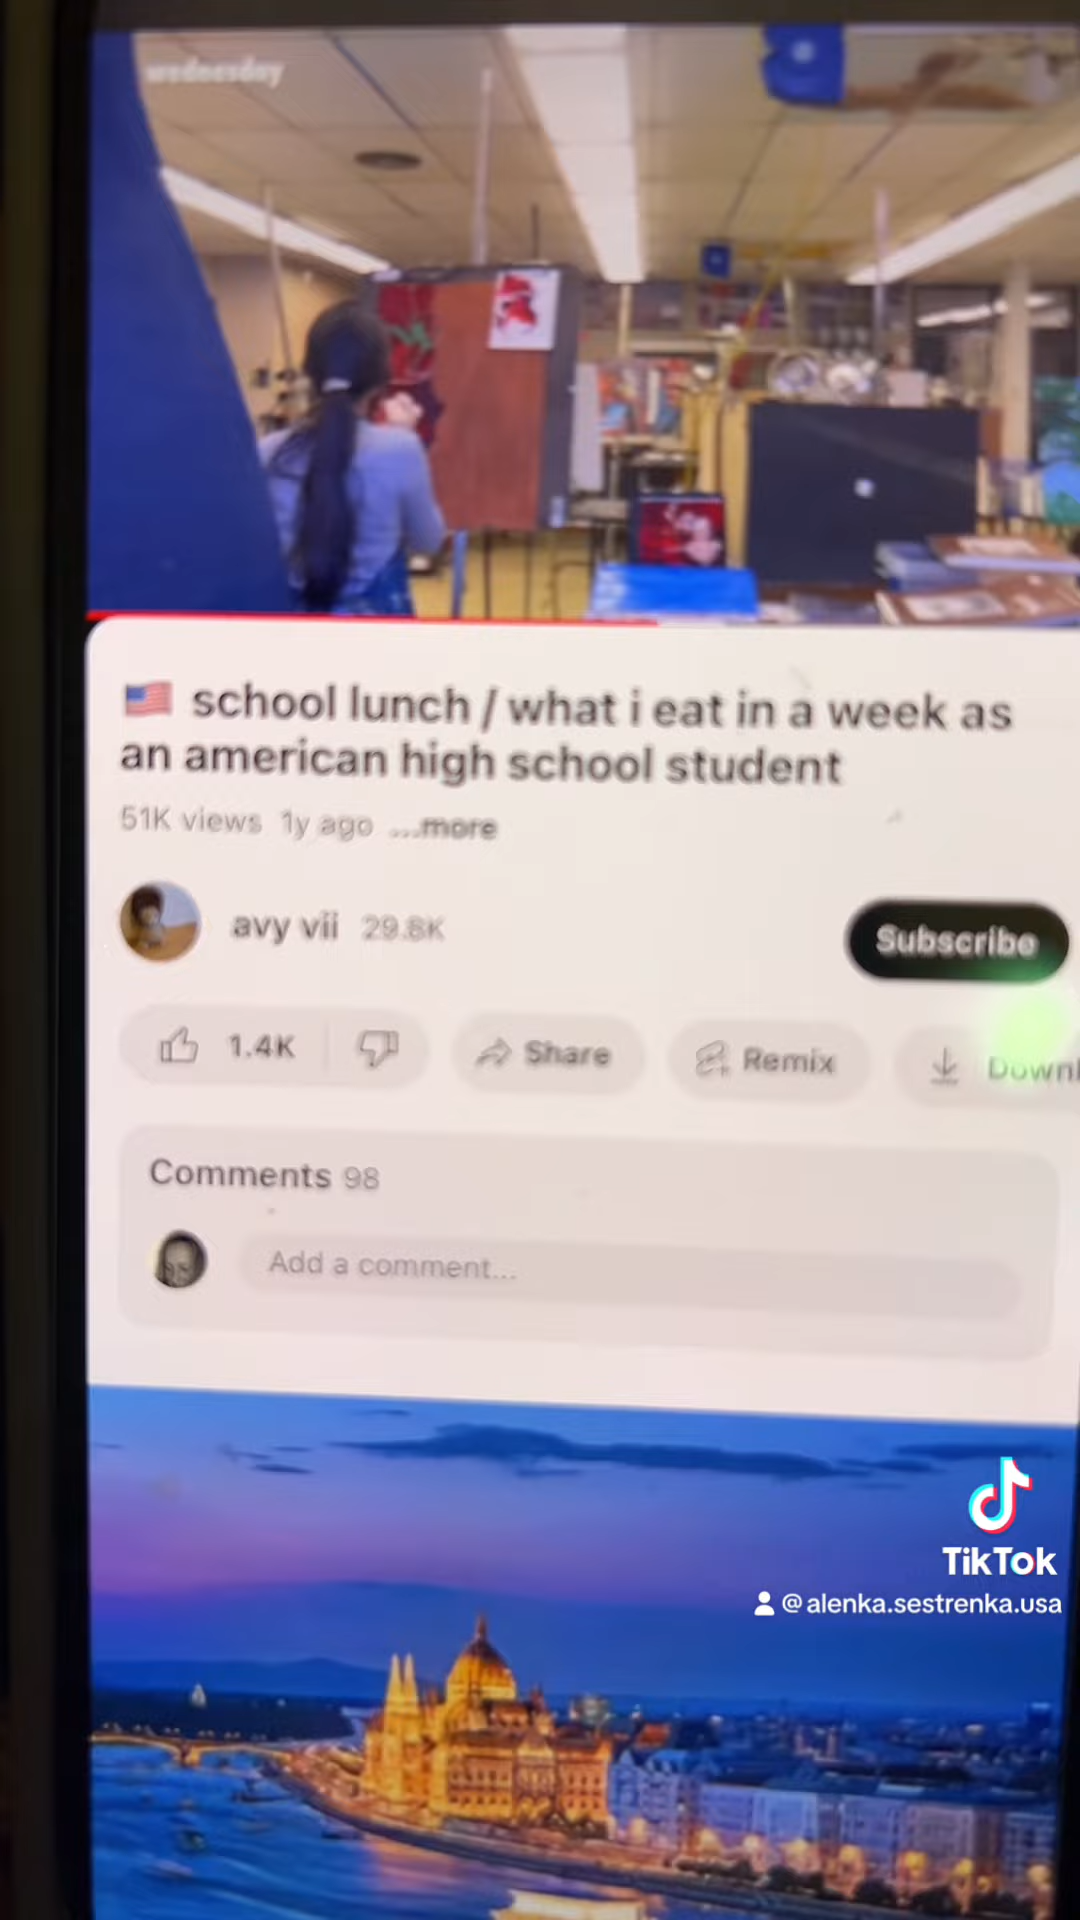 wednesday
🇺🇸 school lunch / what i eat in a week as
an american high school student
51K views 1y ago ...more
avy vii 29.8K
Subscribe
1.4K
Share
Remix
Downl
Comments 98
Add a comment...
TikTok
@alenka.sestrenka.usa